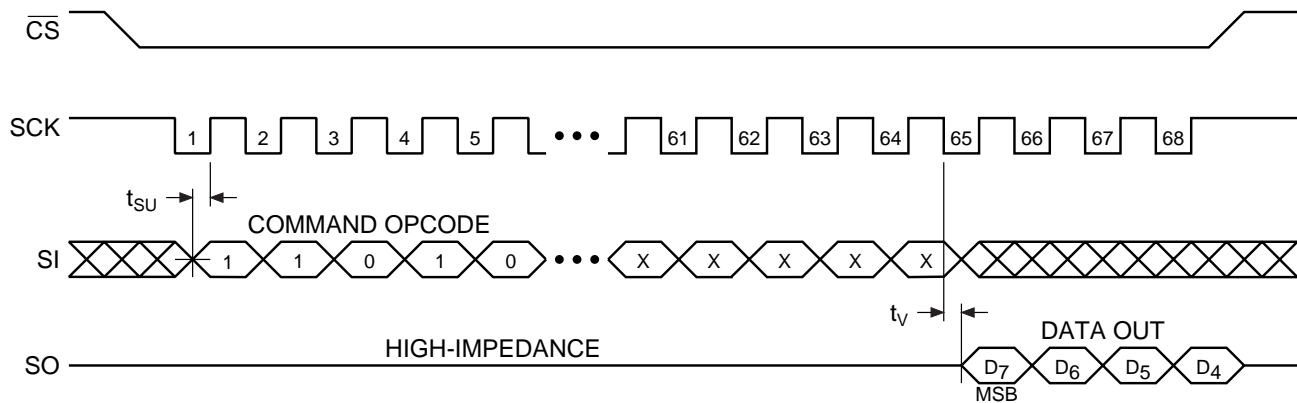 CS
SCK 1 2 3 4 5 ••• 61 62 63 64 65 66 67 68
tSU
COMMAND OPCODE
SI 1 1 0 1 0 ••• X X X X X
tV
DATA OUT
HIGH-IMPEDANCE
SO D7 D6 D5 D4
MSB